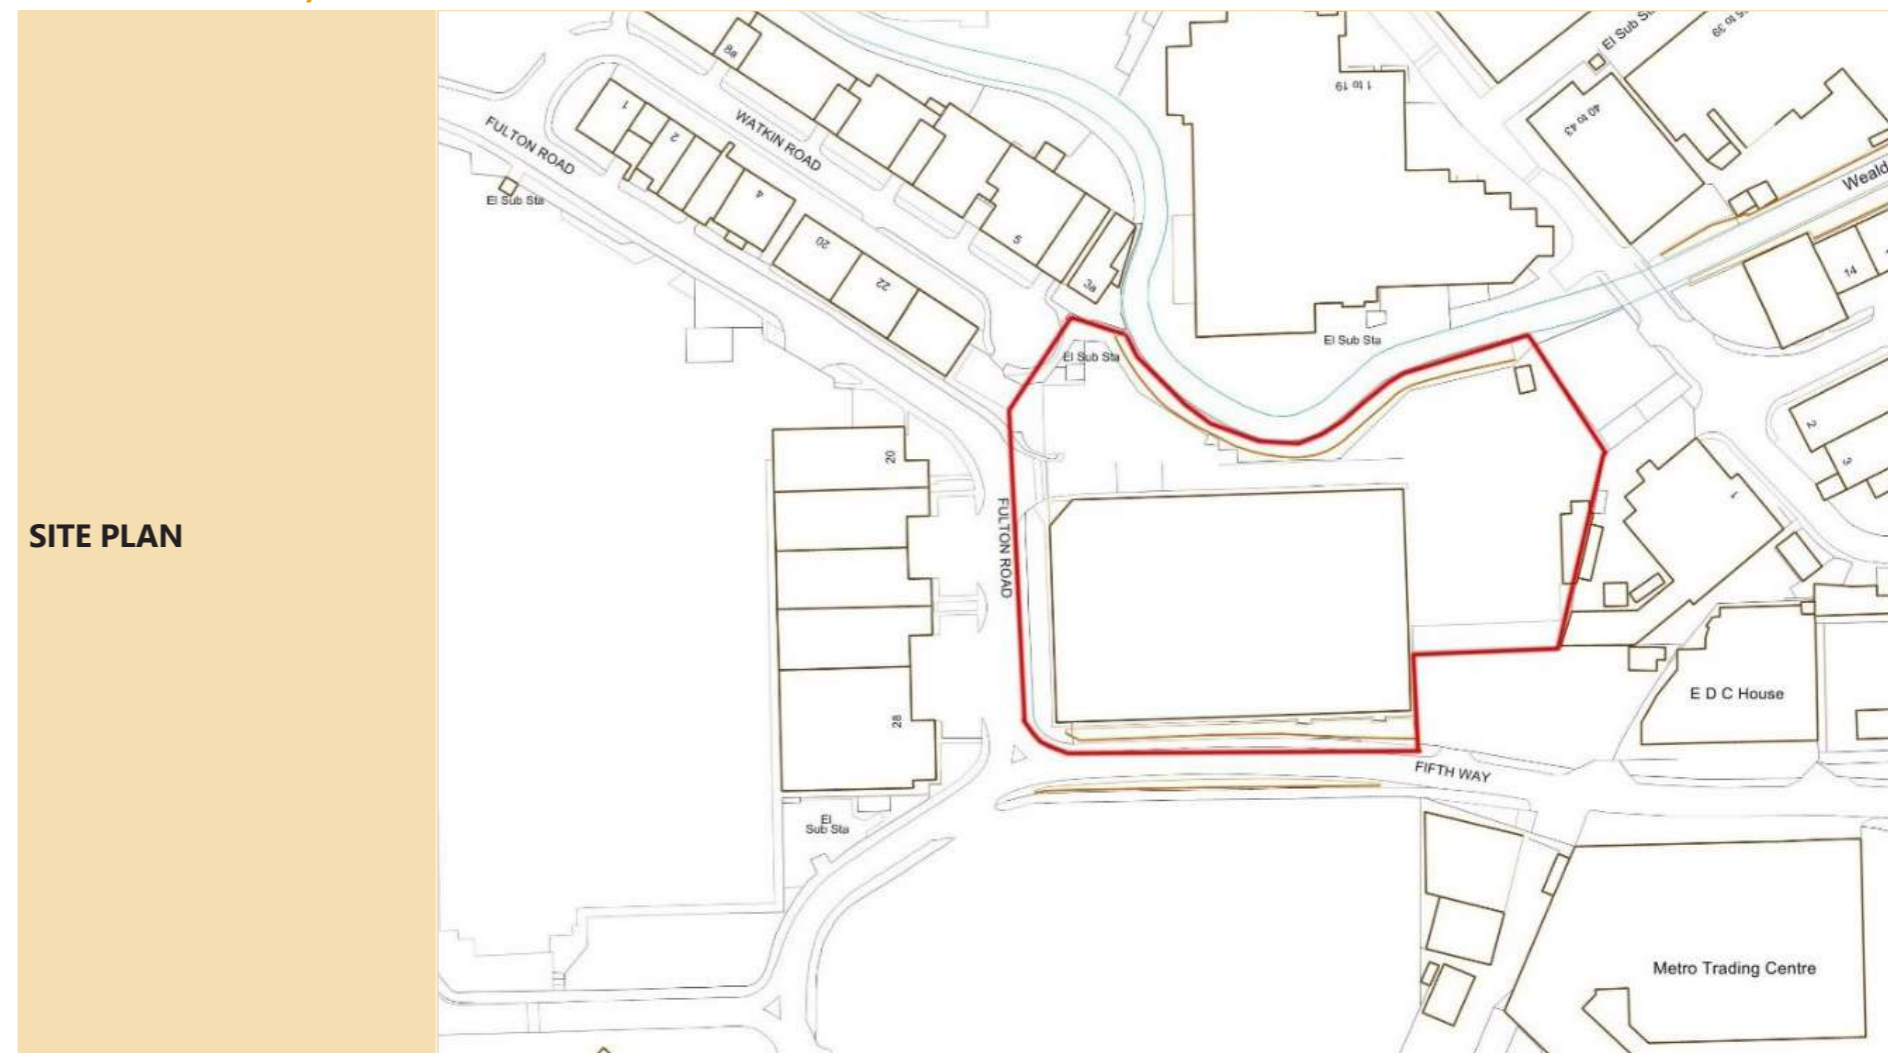 SITE PLAN
8a
El Sub
1 to 19
40 to 43
Weald
FULTON ROAD
WATKIN ROAD
1
2
4
El Sub Sta
20
22
5
3a
14
El Sub Sta
El Sub Sta
2
3
20
1
FULTON ROAD
28
E D C House
FIFTH WAY
El
Sub Sta
Metro Trading Centre